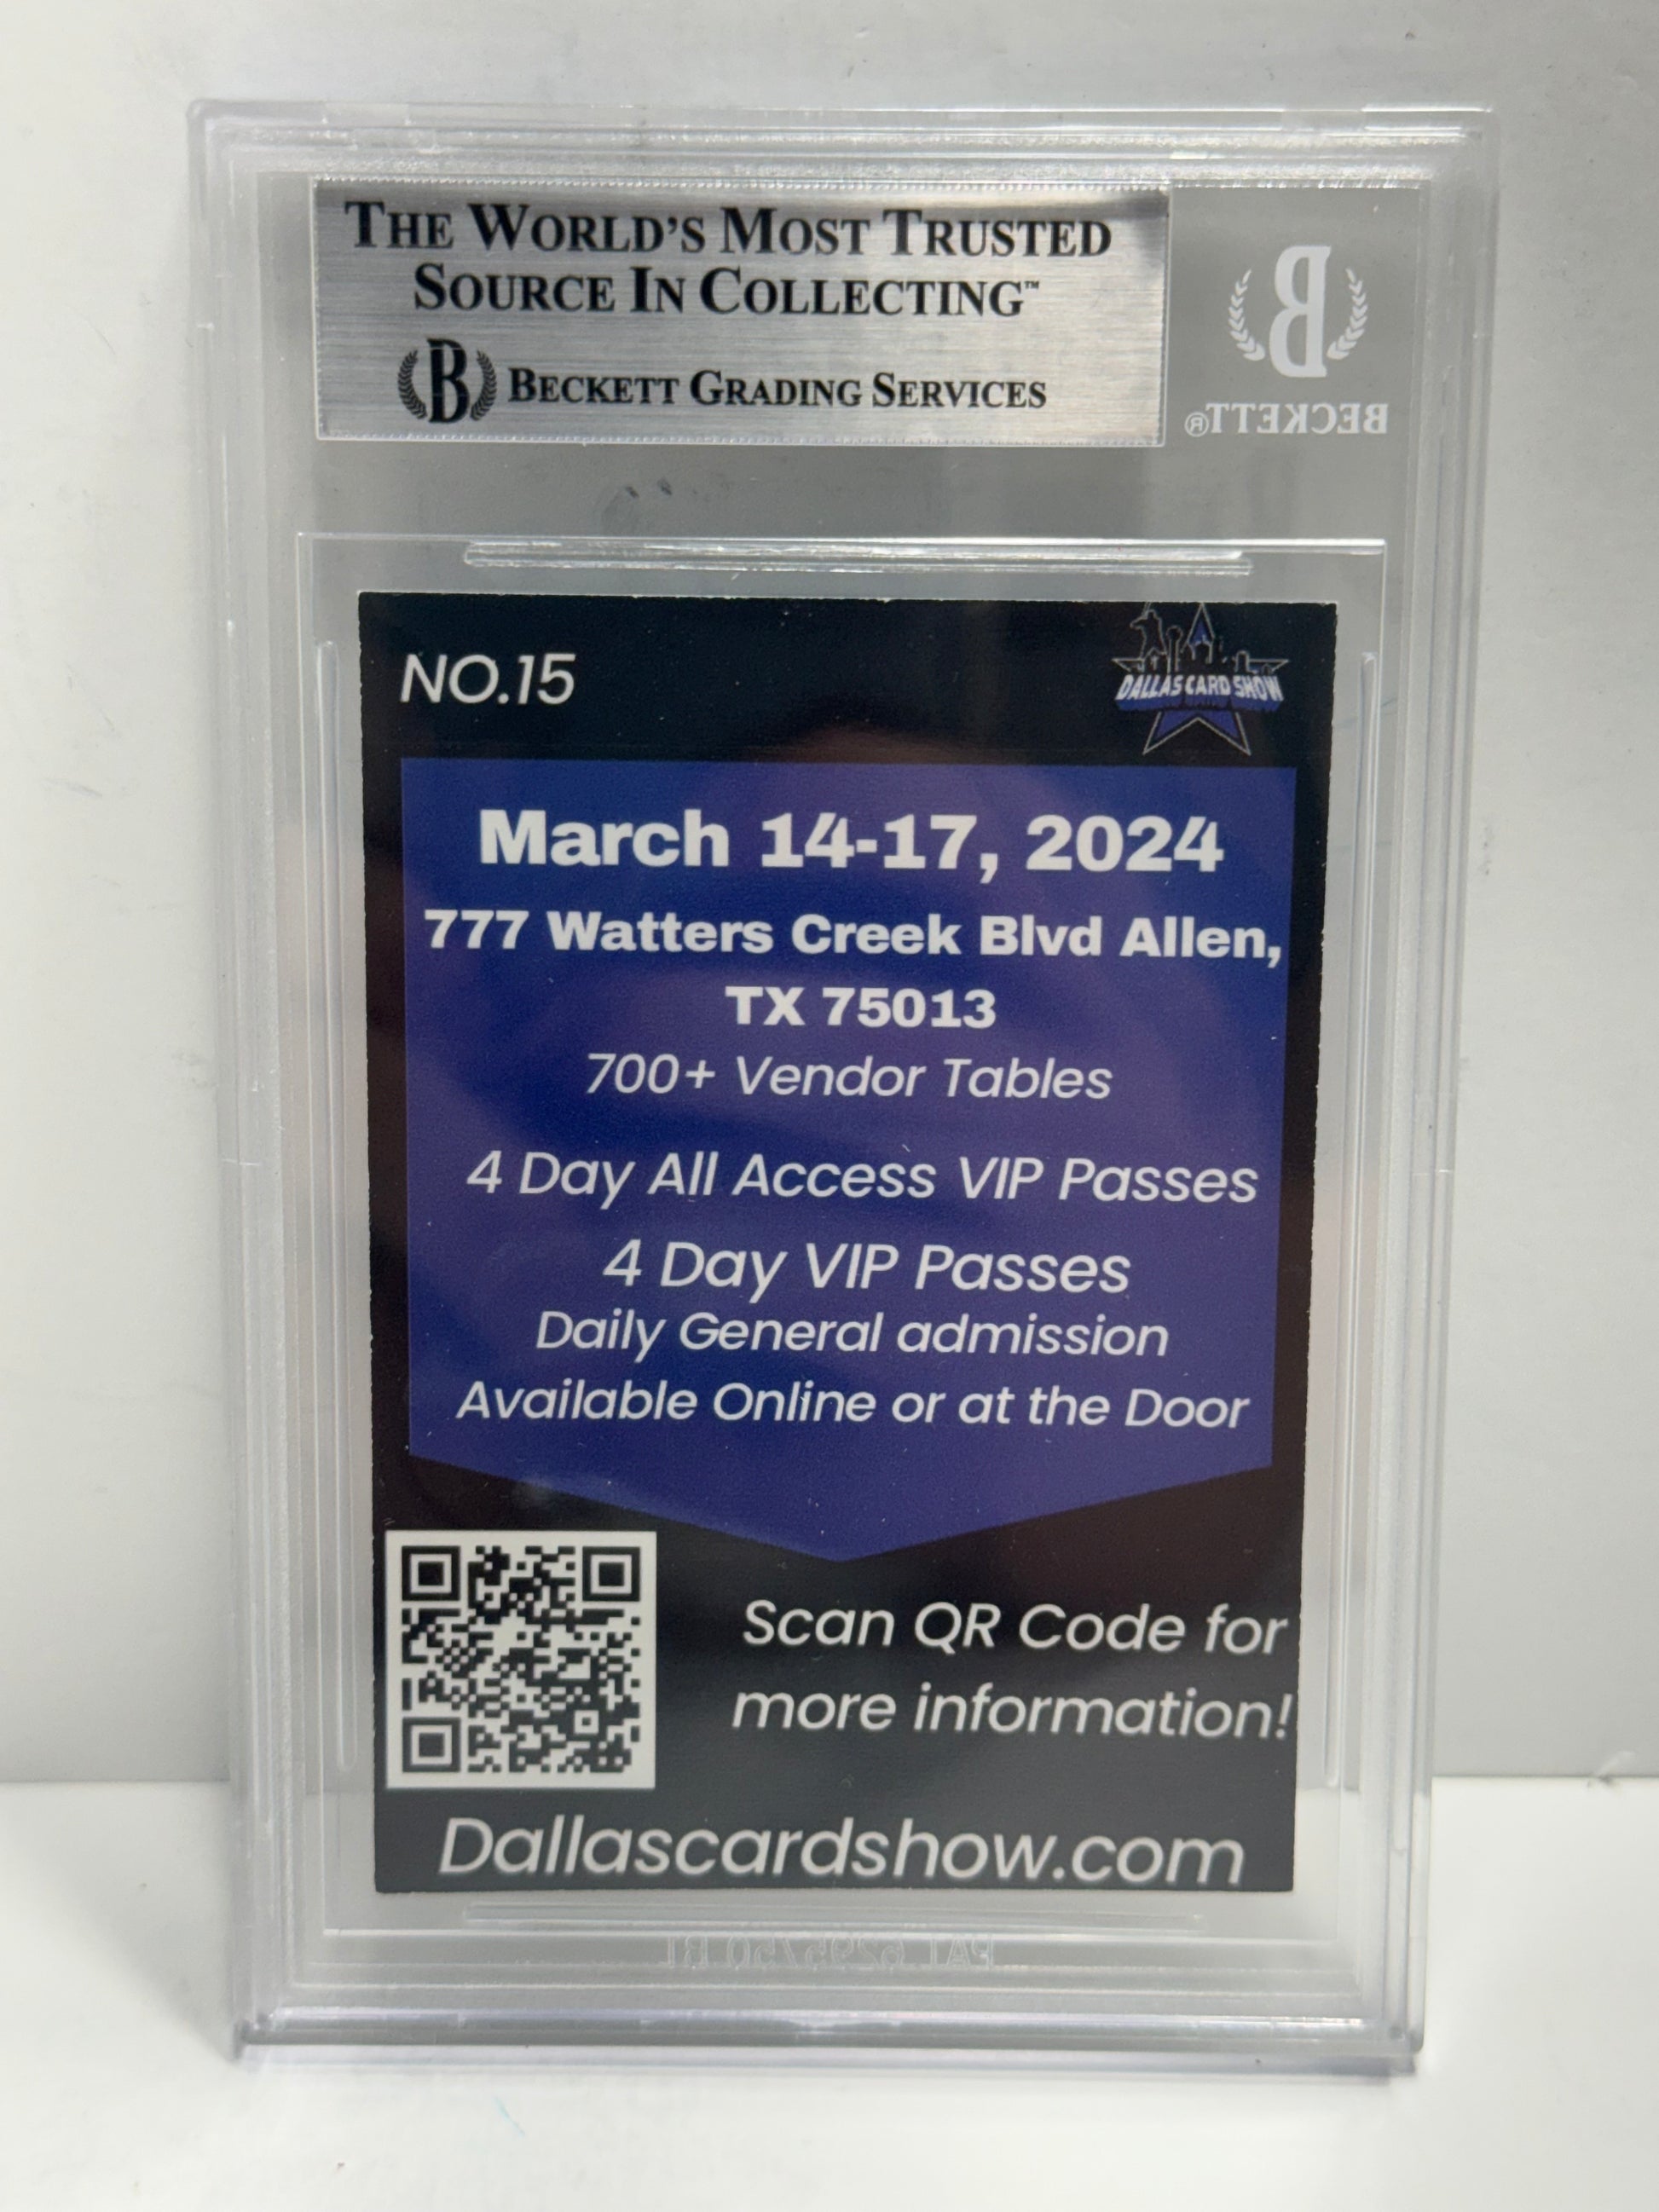 THE WORLD'S MOST TRUSTED
SOURCE IN COLLECTING™
B BECKETT GRADING SERVICES
B
BECKETT®
NO.15
DALLAS CARD SHOW
March 14-17, 2024
777 Watters Creek Blvd Allen,
TX 75013
700+ Vendor Tables
4 Day All Access VIP Passes
4 Day VIP Passes
Daily General admission
Available Online or at the Door
Scan QR Code for
more information!
Dallascardshow.com